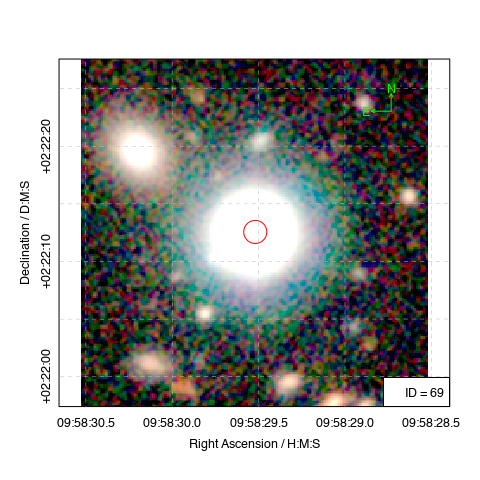 N
E
Declination / D:M:S
+02:22:20
+02:22:10
+02:22:00
ID = 69
09:58:30.5 09:58:30.0 09:58:29.5 09:58:29.0 09:58:28.5
Right Ascension / H:M:S